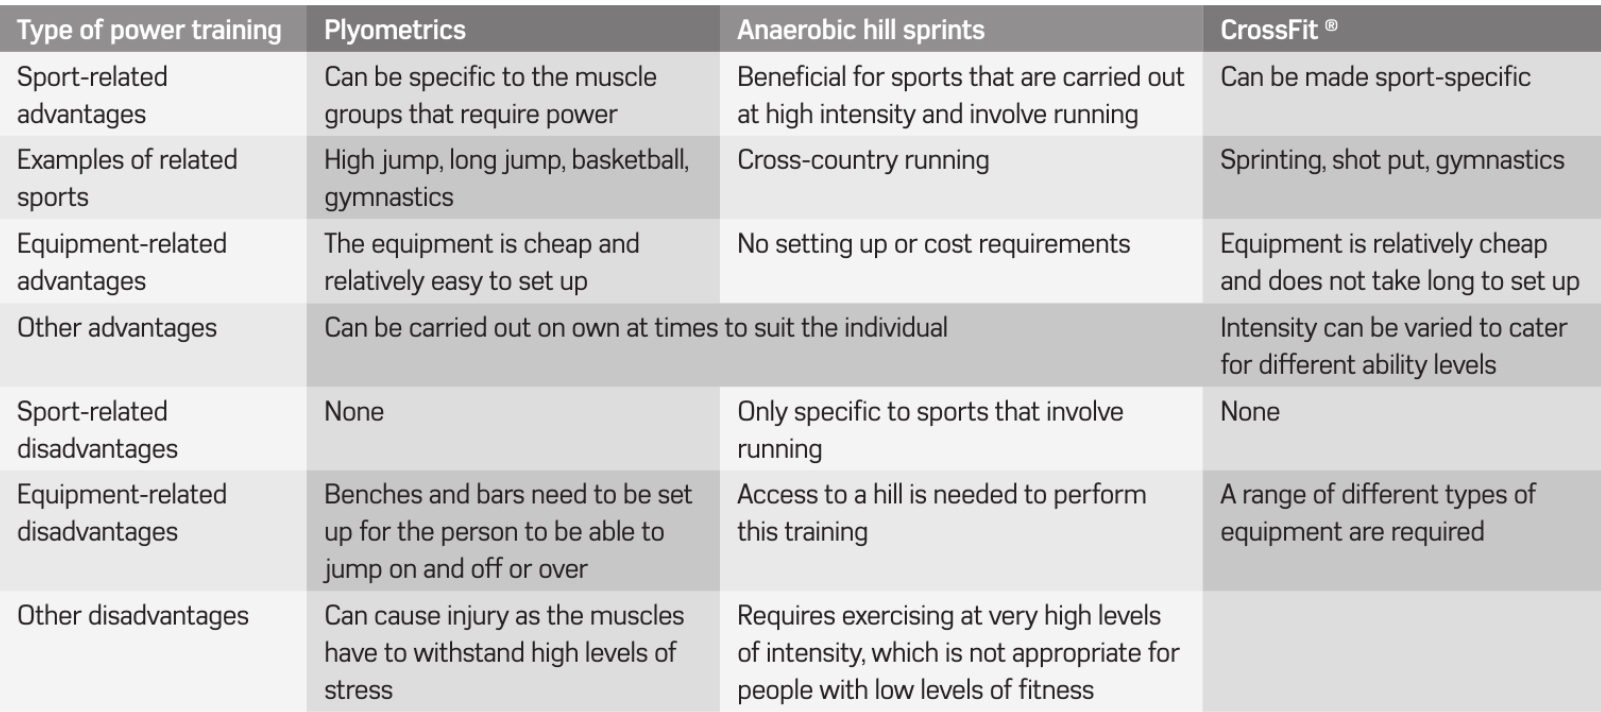 Type of power training Plyometrics Anaerobic hill sprints CrossFit ®
Sport-related advantages
Can be specific to the muscle
groups that require power
Beneficial for sports that are carried out
at high intensity and involve running
Can be made sport-specific
Examples of related
sports
High jump, long jump, basketball,
gymnastics
Cross-country running
Sprinting, shot put, gymnastics
Equipment-related
advantages
The equipment is cheap and
relatively easy to set up
No setting up or cost requirements
Equipment is relatively cheap
and does not take long to set up
Other advantages
Can be carried out on own at times to suit the individual
Intensity can be varied to cater
for different ability levels
Sport-related
disadvantages
None
Only specific to sports that involve
running
None
Equipment-related
disadvantages
Benches and bars need to be set
up for the person to be able to
jump on and off or over
Access to a hill is needed to perform
this training
A range of different types of
equipment are required
Other disadvantages
Can cause injury as the muscles
have to withstand high levels of
stress
Requires exercising at very high levels
of intensity, which is not appropriate for
people with low levels of fitness